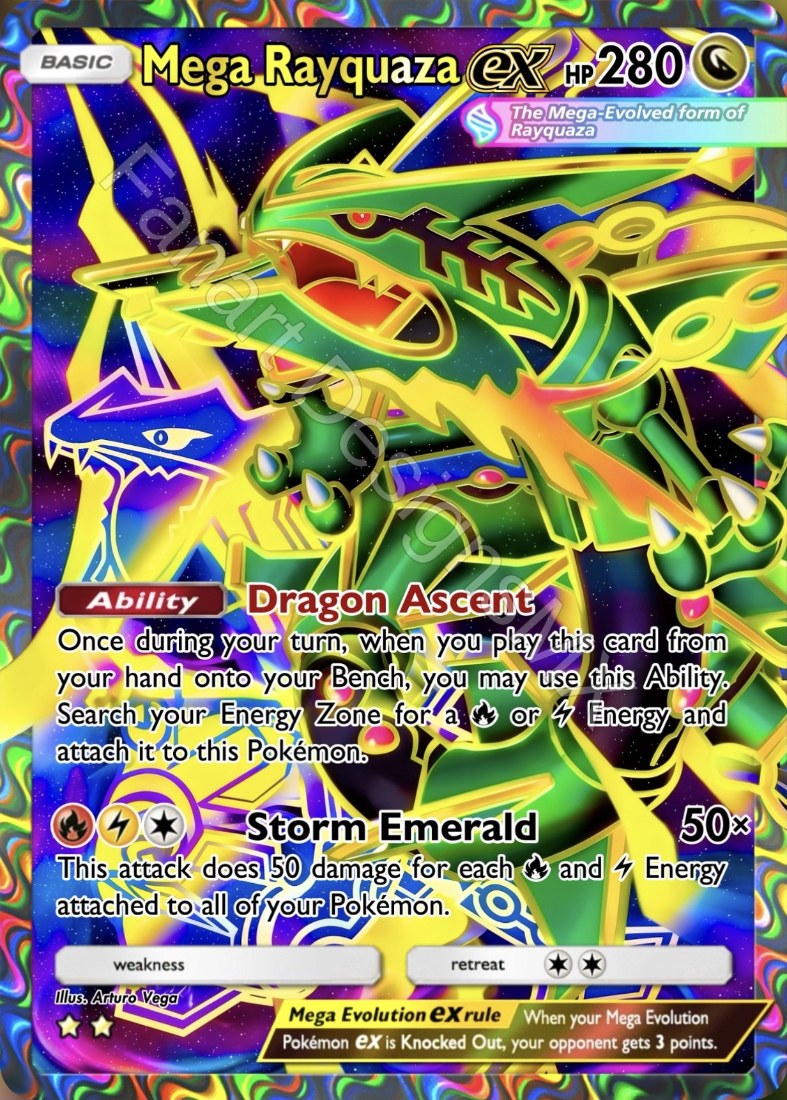 BASIC Mega Rayquaza ex HP 280
The Mega-Evolved form of
Rayquaza
Fanart DesignsMX
Ability Dragon Ascent
Once during your turn, when you play this card from
your hand onto your Bench, you may use this Ability.
Search your Energy Zone for a or Energy and
attach it to this Pokémon.
Storm Emerald 50×
This attack does 50 damage for each and Energy
attached to all of your Pokémon.
weakness retreat
Illus. Arturo Vega
Mega Evolution ex rule When your Mega Evolution
Pokémon ex is Knocked Out, your opponent gets 3 points.